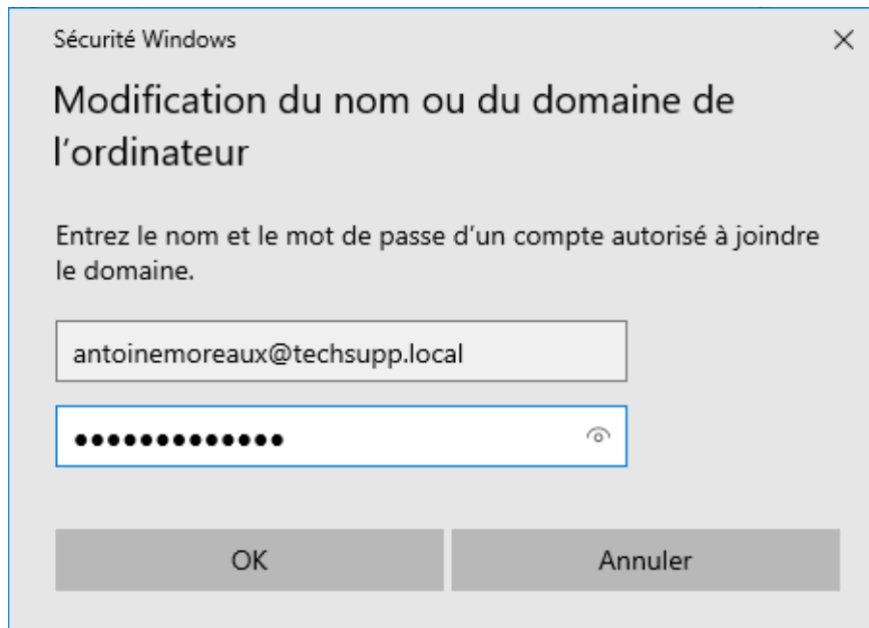 Sécurité Windows
Modification du nom ou du domaine de
l’ordinateur
Entrez le nom et le mot de passe d’un compte autorisé à joindre
le domaine.
antoinemoreaux@techsupp.local
●●●●●●●●●●●●●
OK
Annuler